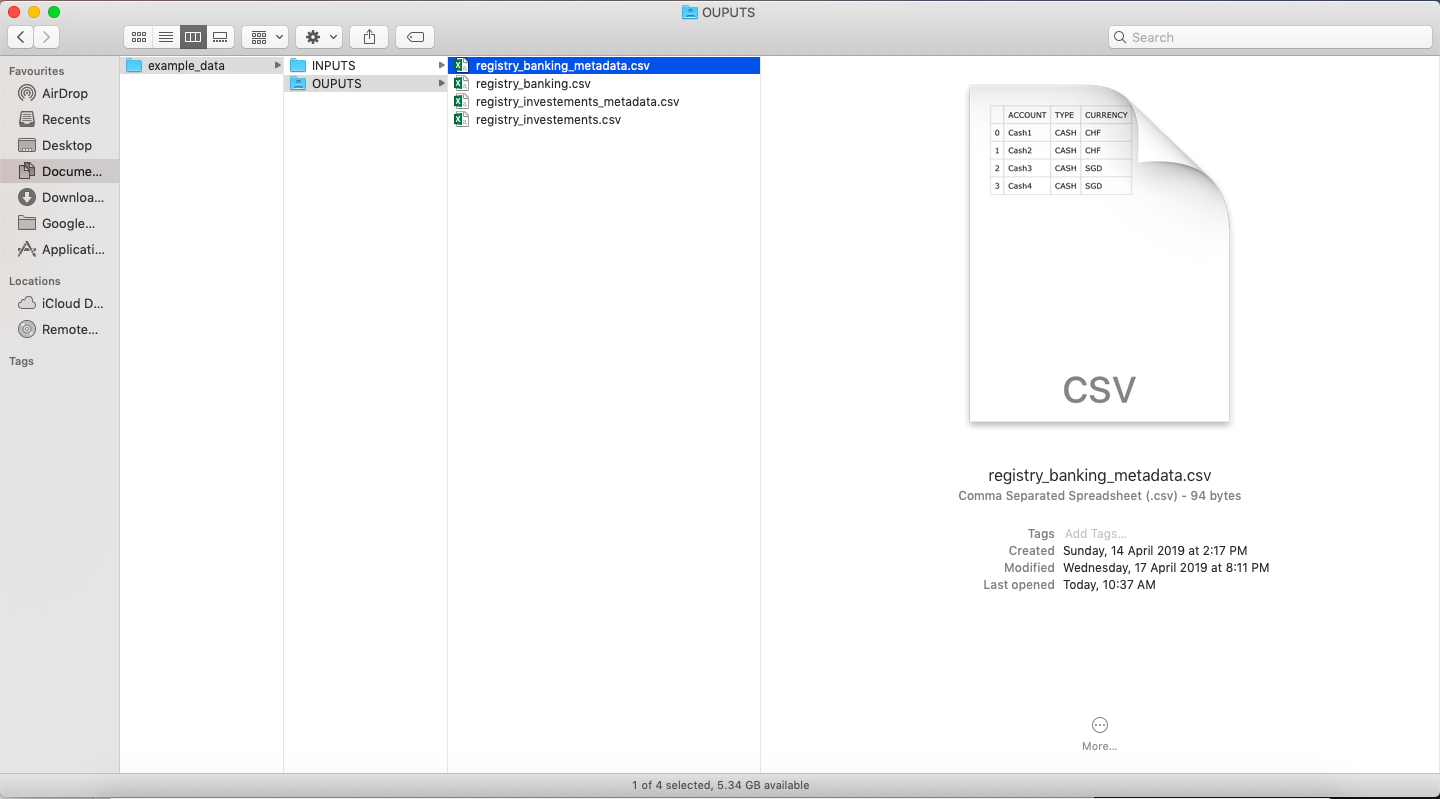 OUPUTS
Search
Favourites
AirDrop
Recents
Desktop
Docume...
Downloa...
Google...
Applicati...
Locations
iCloud D...
Remote...
Tags
example_data
INPUTS
OUPUTS
registry_banking_metadata.csv
registry_banking.csv
registry_investements_metadata.csv
registry_investements.csv
ACCOUNT TYPE CURRENCY
0 Cash1 CASH CHF
1 Cash2 CASH CHF
2 Cash3 CASH SGD
3 Cash4 CASH SGD
CSV
registry_banking_metadata.csv
Comma Separated Spreadsheet (.csv) - 94 bytes
Tags Add Tags...
Created Sunday, 14 April 2019 at 2:17 PM
Modified Wednesday, 17 April 2019 at 8:11 PM
Last opened Today, 10:37 AM
More...
1 of 4 selected, 5.34 GB available